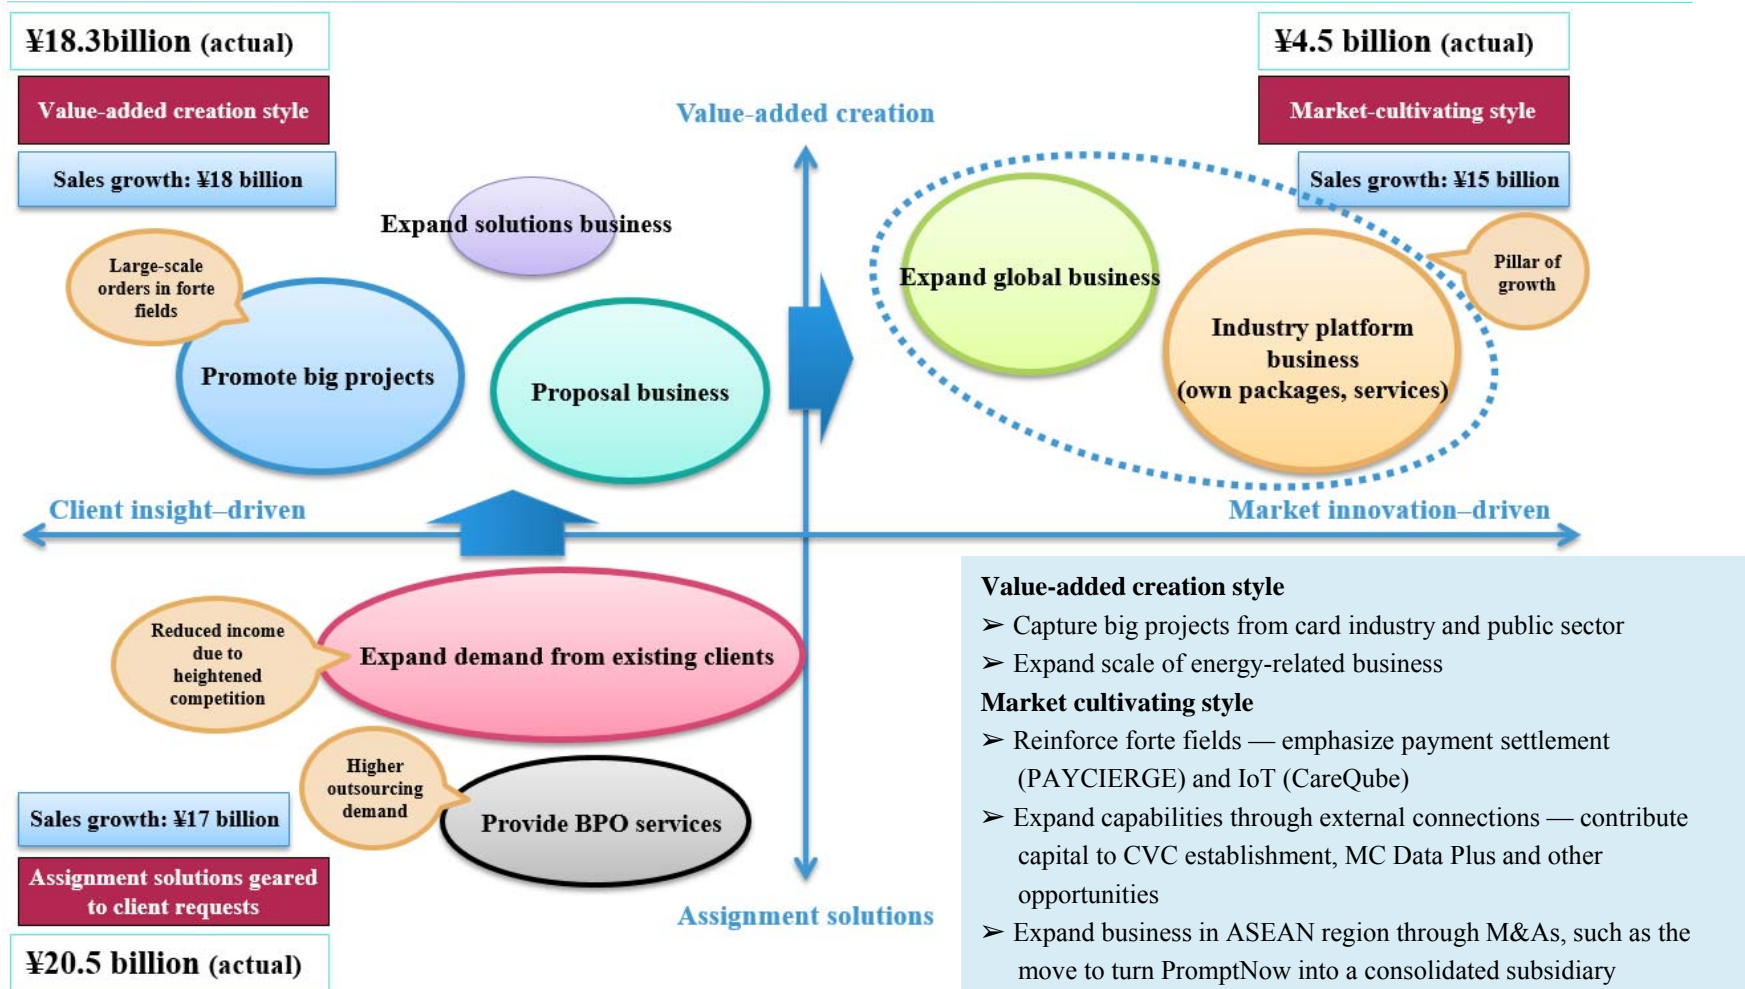 ¥18.3billion (actual)
Value-added creation style
Sales growth: ¥18 billion
¥4.5 billion (actual)
Market-cultivating style
Sales growth: ¥15 billion
Value-added creation
Expand solutions business
Large-scale
orders in forte
fields
Promote big projects
Proposal business
Expand global business
Industry platform
business
(own packages, services)
Pillar of
growth
Client insight–driven
Market innovation–driven
Reduced income
due to
heightened
competition
Expand demand from existing clients
Higher
outsourcing
demand
Provide BPO services
Sales growth: ¥17 billion
Assignment solutions geared
to client requests
¥20.5 billion (actual)
Assignment solutions
Value-added creation style
➢ Capture big projects from card industry and public sector
➢ Expand scale of energy-related business
Market cultivating style
➢ Reinforce forte fields — emphasize payment settlement
(PAYCIERGE) and IoT (CareQube)
➢ Expand capabilities through external connections — contribute
capital to CVC establishment, MC Data Plus and other
opportunities
➢ Expand business in ASEAN region through M&As, such as the
move to turn PromptNow into a consolidated subsidiary